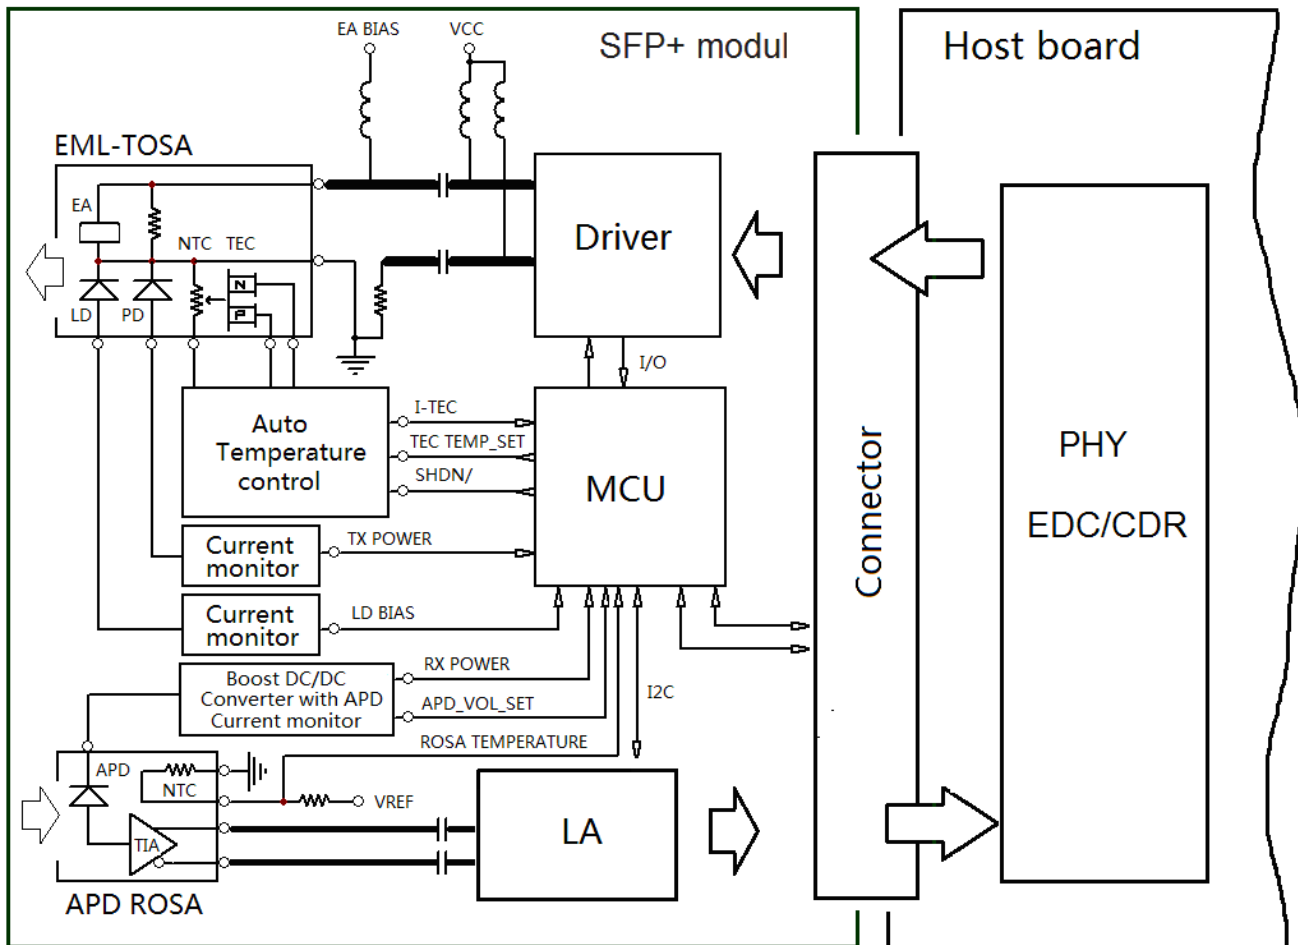 EA BIAS
VCC
SFP+ modul
Host board
EML-TOSA
EA
NTC TEC
N
P
LD
PD
Driver
I/O
Auto
Temperature
control
I-TEC
TEC TEMP_SET
SHDN/
MCU
Connector
PHY
EDC/CDR
Current
monitor
TX POWER
Current
monitor
LD BIAS
Boost DC/DC
Converter with APD
Current monitor
RX POWER
APD_VOL_SET
I2C
ROSA TEMPERATURE
APD
NTC
VREF
TIA
LA
APD ROSA